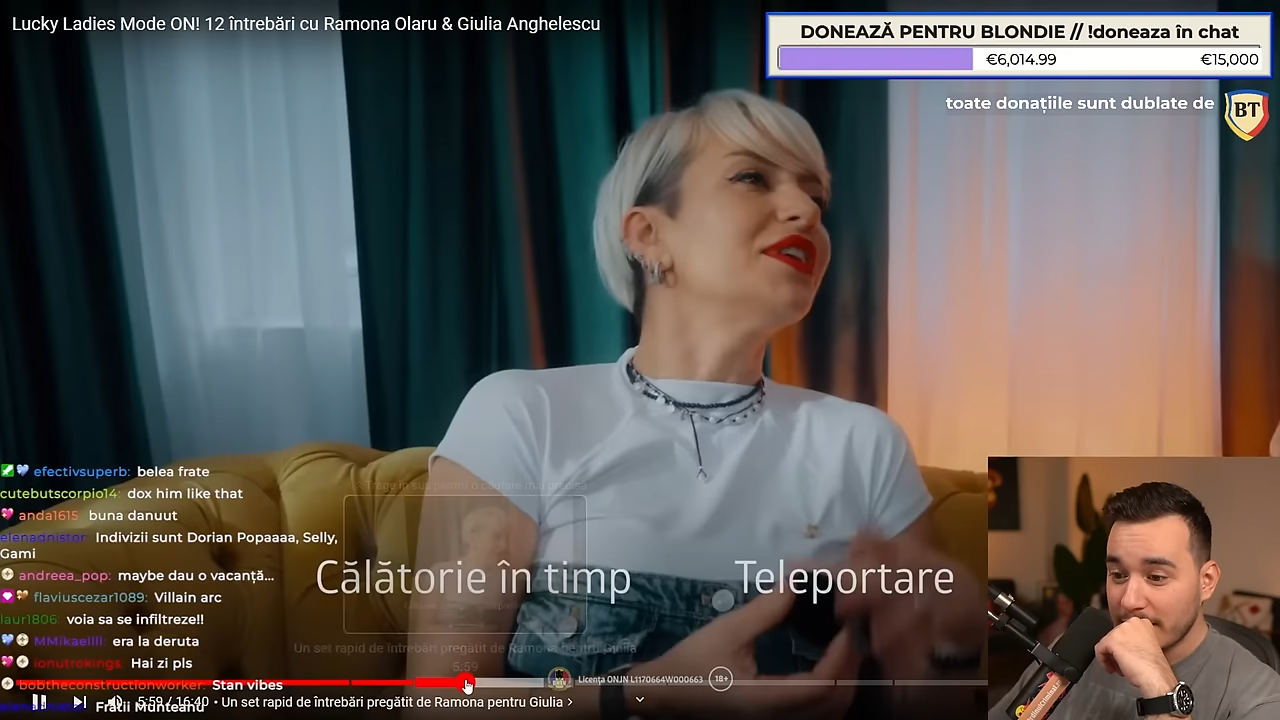 Lucky Ladies Mode ON! 12 întrebări cu Ramona Olaru & Giulia Anghelescu
DONEAZĂ PENTRU BLONDIE // !doneaza în chat
€6,014.99 €15,000
toate donațiile sunt dublate de
BT
efectivsuperb: belea frate
cutebutscorpio14: dox him like that
anda1615 buna danuut
elenadnistor: Indivizii sunt Dorian Popaaaa, Selly,
Gami
andreea_pop: maybe dau o vacanță...
flaviuscezar1089: Villain arc
laur1806: voia sa se infiltreze!!
MMikaellll: era la deruta
ionutrokings: Hai zi pls
bobtheconstructionworker: Stan vibes
Frații Munteanu
Călătorie în timp Teleportare
Un set rapid de întrebări pregătit de Ramona pentru Giulia
5:59
Licența ONJN L1170664W000663 18+
5:59 / 16:40 • Un set rapid de întrebări pregătit de Ramona pentru Giulia